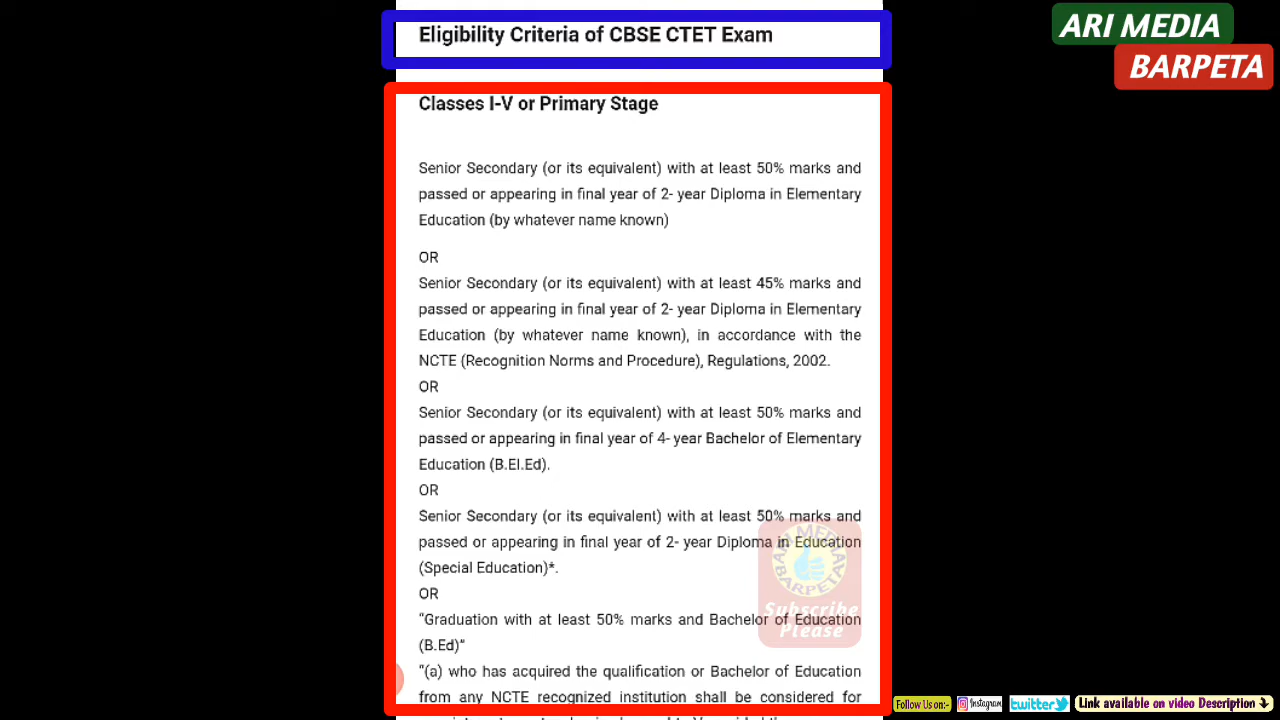 Eligibility Criteria of CBSE CTET Exam
ARI MEDIA
BARPETA
Classes I-V or Primary Stage
Senior Secondary (or its equivalent) with at least 50% marks and
passed or appearing in final year of 2- year Diploma in Elementary
Education (by whatever name known)
OR
Senior Secondary (or its equivalent) with at least 45% marks and
passed or appearing in final year of 2- year Diploma in Elementary
Education (by whatever name known), in accordance with the
NCTE (Recognition Norms and Procedure), Regulations, 2002.
OR
Senior Secondary (or its equivalent) with at least 50% marks and
passed or appearing in final year of 4- year Bachelor of Elementary
Education (B.El.Ed).
OR
Senior Secondary (or its equivalent) with at least 50% marks and
passed or appearing in final year of 2- year Diploma in Education
(Special Education)*.
OR
“Graduation with at least 50% marks and Bachelor of Education
(B.Ed)”
“(a) who has acquired the qualification or Bachelor of Education
from any NCTE recognized institution shall be considered for
ARI MEDIA
BARPETA
Subscribe
Please
Follow Us on:-
Instagram
twitter
Link available on video Description